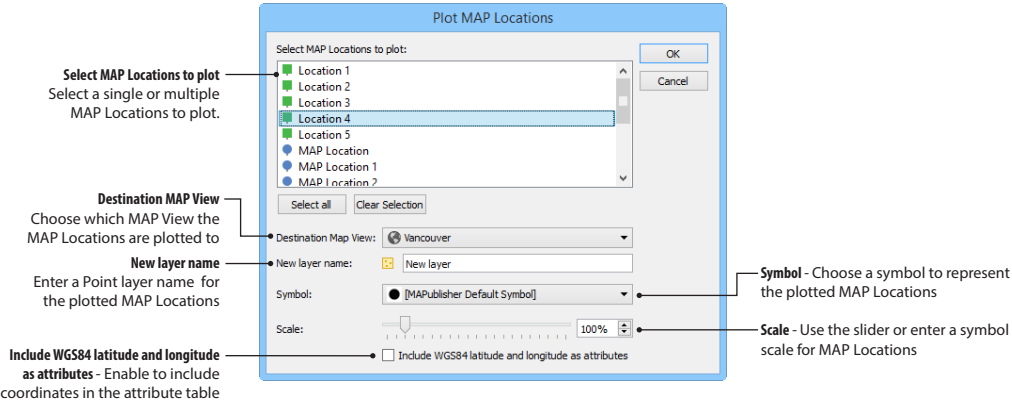 Plot MAP Locations
Select MAP Locations to plot:
OK
Cancel
Location 1
Location 2
Location 3
Location 4
Location 5
MAP Location
MAP Location 1
MAP Location 2
Select all
Clear Selection
Destination Map View:
Vancouver
New layer name:
New layer
Symbol:
[MAPublisher Default Symbol]
Scale:
100%
Include WGS84 latitude and longitude as attributes
Select MAP Locations to plot
Select a single or multiple
MAP Locations to plot.
Destination MAP View
Choose which MAP View the
MAP Locations are plotted to
New layer name
Enter a Point layer name for
the plotted MAP Locations
Include WGS84 latitude and longitude
as attributes - Enable to include
coordinates in the attribute table
Symbol - Choose a symbol to represent
the plotted MAP Locations
Scale - Use the slider or enter a symbol
scale for MAP Locations